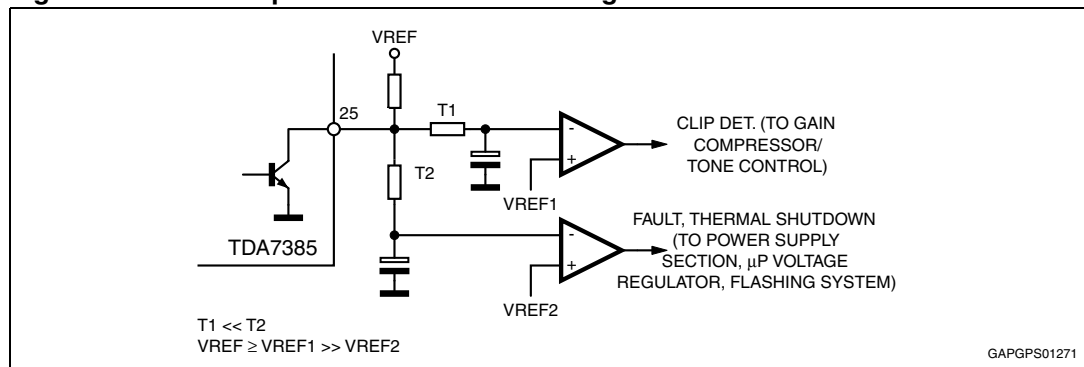 VREF
25
T1
-
+
VREF1
CLIP DET. (TO GAIN
COMPRESSOR/
TONE CONTROL)
T2
TDA7385
-
+
VREF2
FAULT, THERMAL SHUTDOWN
(TO POWER SUPPLY
SECTION, µP VOLTAGE
REGULATOR, FLASHING SYSTEM)
T1 << T2
VREF ≥ VREF1 >> VREF2
GAPGPS01271